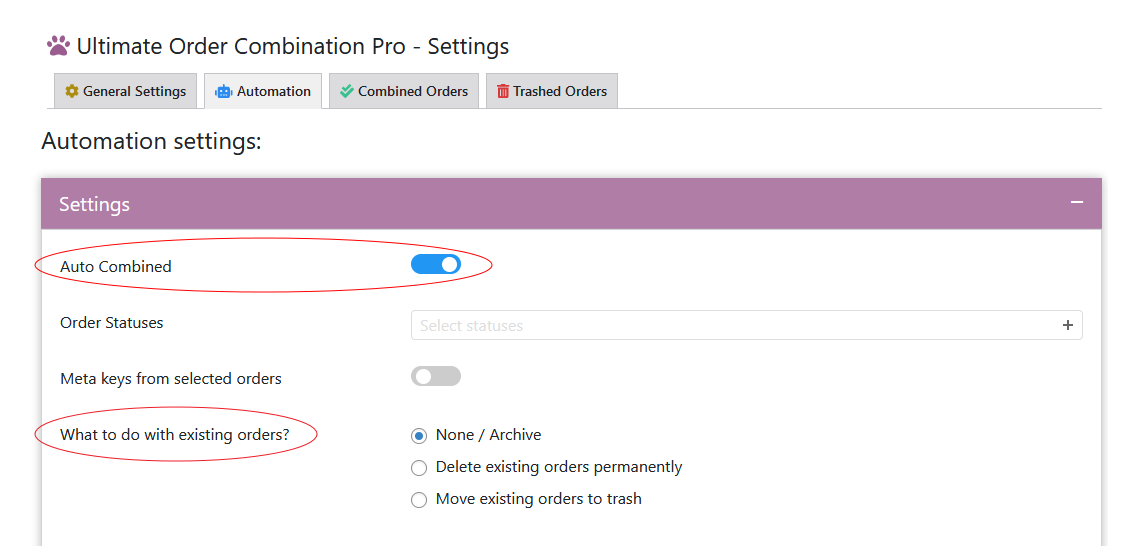 Ultimate Order Combination Pro - Settings
General Settings Automation Combined Orders Trashed Orders
Automation settings:
Settings
Auto Combined
Order Statuses Select statuses
Meta keys from selected orders
What to do with existing orders? None / Archive
Delete existing orders permanently
Move existing orders to trash